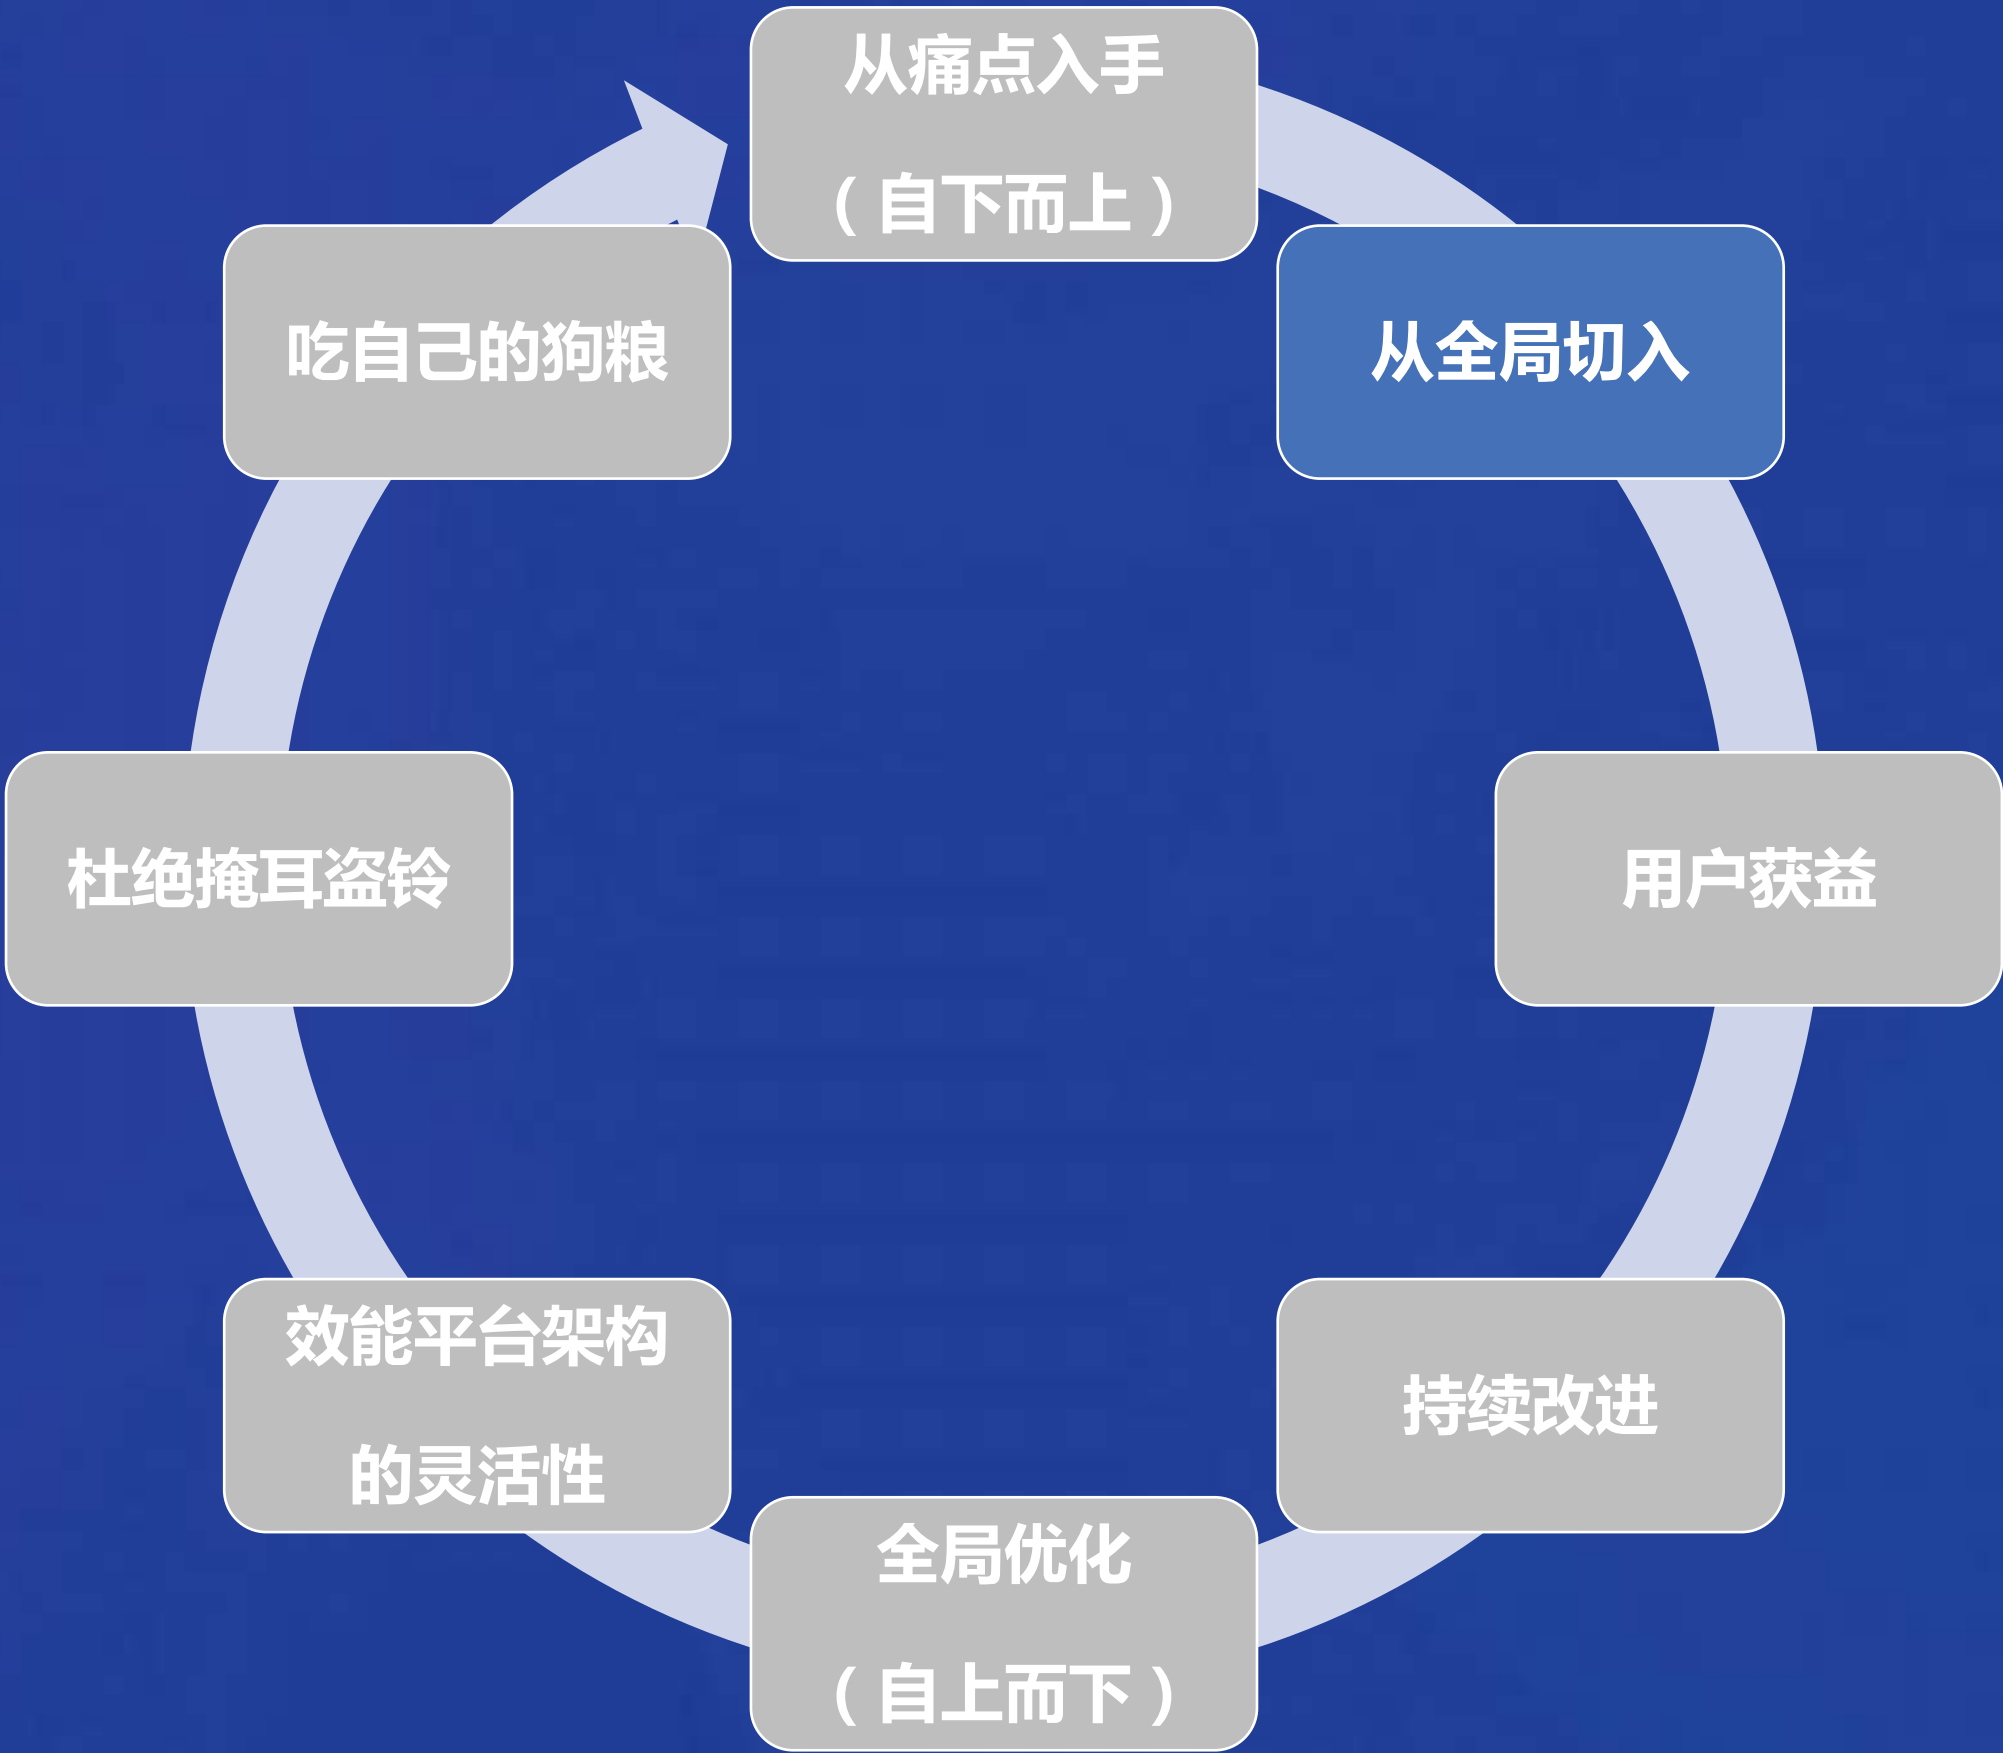 从痛点入手
（自下而上）
从全局切入
用户获益
持续改进
全局优化
（自上而下）
效能平台架构
的灵活性
杜绝掩耳盗铃
吃自己的狗粮